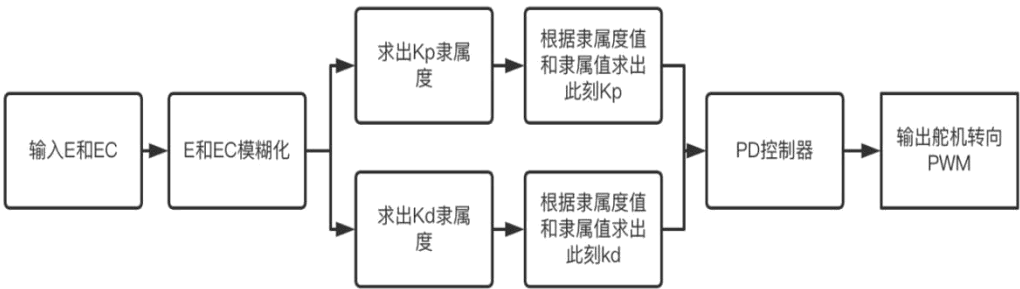 输入E和EC
E和EC模糊化
求出Kp隶属
度
根据隶属度值
和隶属值求出
此刻Kp
求出Kd隶属
度
根据隶属度值
和隶属值求出
此刻kd
PD控制器
输出舵机转向
PWM